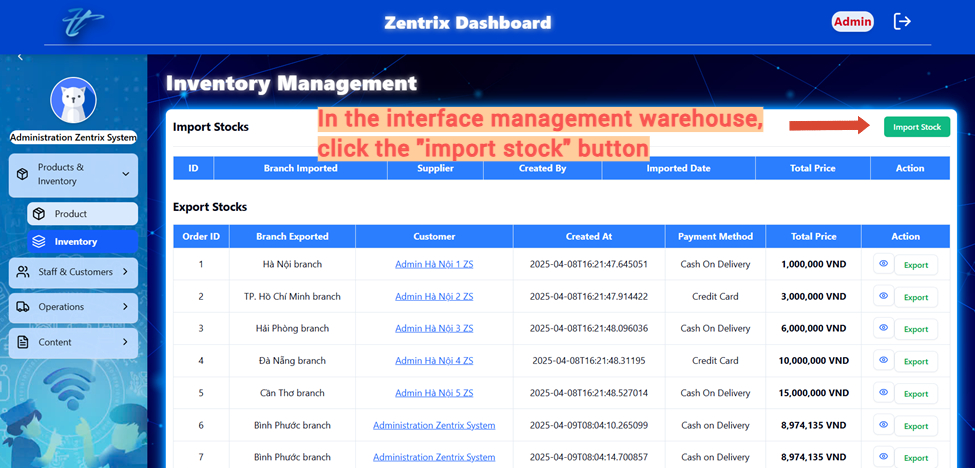 Zentrix Dashboard
Admin
Inventory Management
Administration Zentrix System
Products & Inventory
Product
Inventory
Staff & Customers
Operations
Content
Import Stocks
In the interface management warehouse,
click the "import stock" button
Import Stock
ID Branch Imported Supplier Created By Imported Date Total Price Action
Export Stocks
Order ID Branch Exported Customer Created At Payment Method Total Price Action
1 Hà Nội branch Admin Hà Nội 1 ZS 2025-04-08T16:21:47.645051 Cash On Delivery 1,000,000 VND Export
2 TP. Hồ Chí Minh branch Admin Hà Nội 2 ZS 2025-04-08T16:21:47.914422 Credit Card 3,000,000 VND Export
3 Hải Phòng branch Admin Hà Nội 3 ZS 2025-04-08T16:21:48.096036 Cash On Delivery 6,000,000 VND Export
4 Đà Nẵng branch Admin Hà Nội 4 ZS 2025-04-08T16:21:48.31195 Credit Card 10,000,000 VND Export
5 Cần Thơ branch Admin Hà Nội 5 ZS 2025-04-08T16:21:48.527014 Cash On Delivery 15,000,000 VND Export
6 Bình Phước branch Administration Zentrix System 2025-04-09T08:04:10.265099 Cash on Delivery 8,974,135 VND Export
7 Bình Phước branch Administration Zentrix System 2025-04-09T08:04:14.700857 Cash on Delivery 8,974,135 VND Export